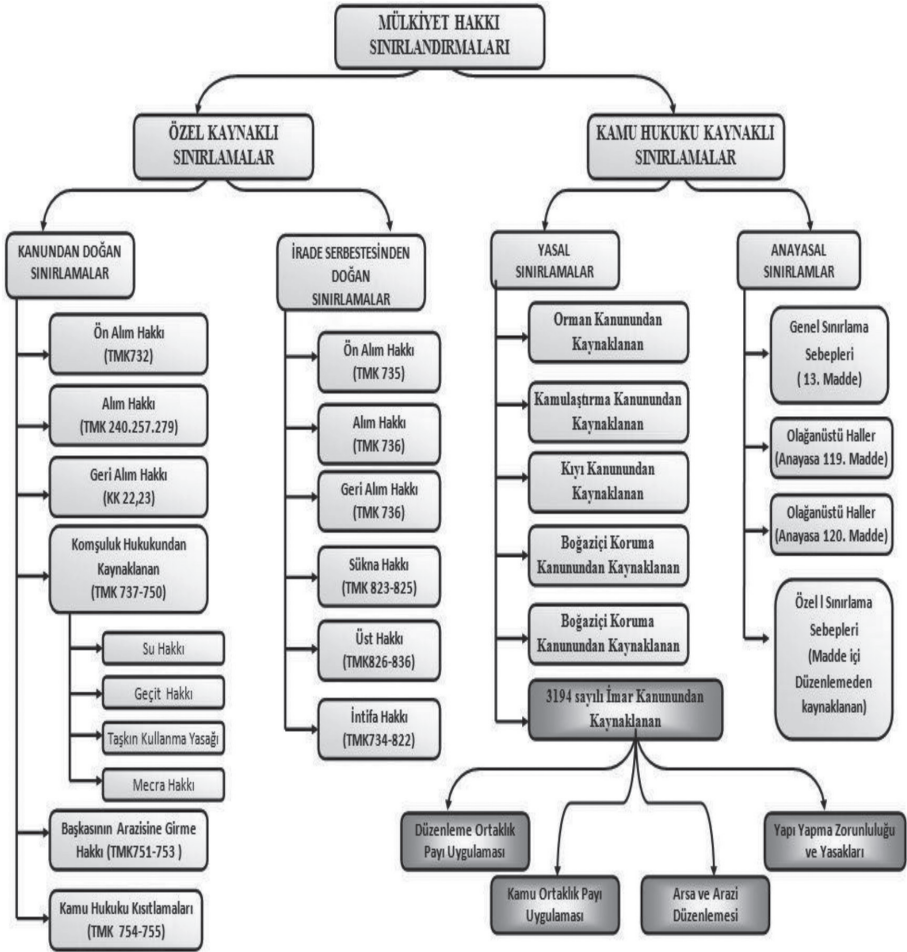 MÜLKİYET HAKKI
SINIRLANDIRMALARI
ÖZEL KAYNAKLI
SINIRLAMALAR
KAMU HUKUKU KAYNAKLI
SINIRLAMALAR
KANUNDAN DOĞAN
SINIRLAMALAR
İRADE SERBESTESİNDEN
DOĞAN
SINIRLAMALAR
YASAL
SINIRLAMALAR
ANAYASAL
SINIRLAMLAR
Ön Alım Hakkı
(TMK732)
Alım Hakkı
(TMK 240.257.279)
Geri Alım Hakkı
(KK 22,23)
Komşuluk Hukukundan
Kaynaklanan
(TMK 737-750)
Su Hakkı
Geçit Hakkı
Taşkın Kullanma Yasağı
Mecra Hakkı
Başkasının Arazisine Girme
Hakkı (TMK751-753 )
Kamu Hukuku Kısıtlamaları
(TMK 754-755)
Ön Alım Hakkı
(TMK 735)
Alım Hakkı
(TMK 736)
Geri Alım Hakkı
(TMK 736)
Sükna Hakkı
(TMK 823-825)
Üst Hakkı
(TMK826-836)
İntifa Hakkı
(TMK734-822)
Orman Kanunundan
Kaynaklanan
Kamulaştırma Kanunundan
Kaynaklanan
Kıyı Kanunundan
Kaynaklanan
Boğaziçi Koruma
Kanunundan Kaynaklanan
Boğaziçi Koruma
Kanunundan Kaynaklanan
3194 sayılı İmar Kanunundan
Kaynaklanan
Düzenleme Ortaklık
Payı Uygulaması
Kamu Ortaklık Payı
Uygulaması
Arsa ve Arazi
Düzenlemesi
Yapı Yapma Zorunluluğu
ve Yasakları
Genel Sınırlama
Sebepleri
( 13. Madde)
Olağanüstü Haller
(Anayasa 119. Madde)
Olağanüstü Haller
(Anayasa 120. Madde)
Özel l Sınırlama
Sebepleri
(Madde içi
Düzenlemeden
kaynaklanan)